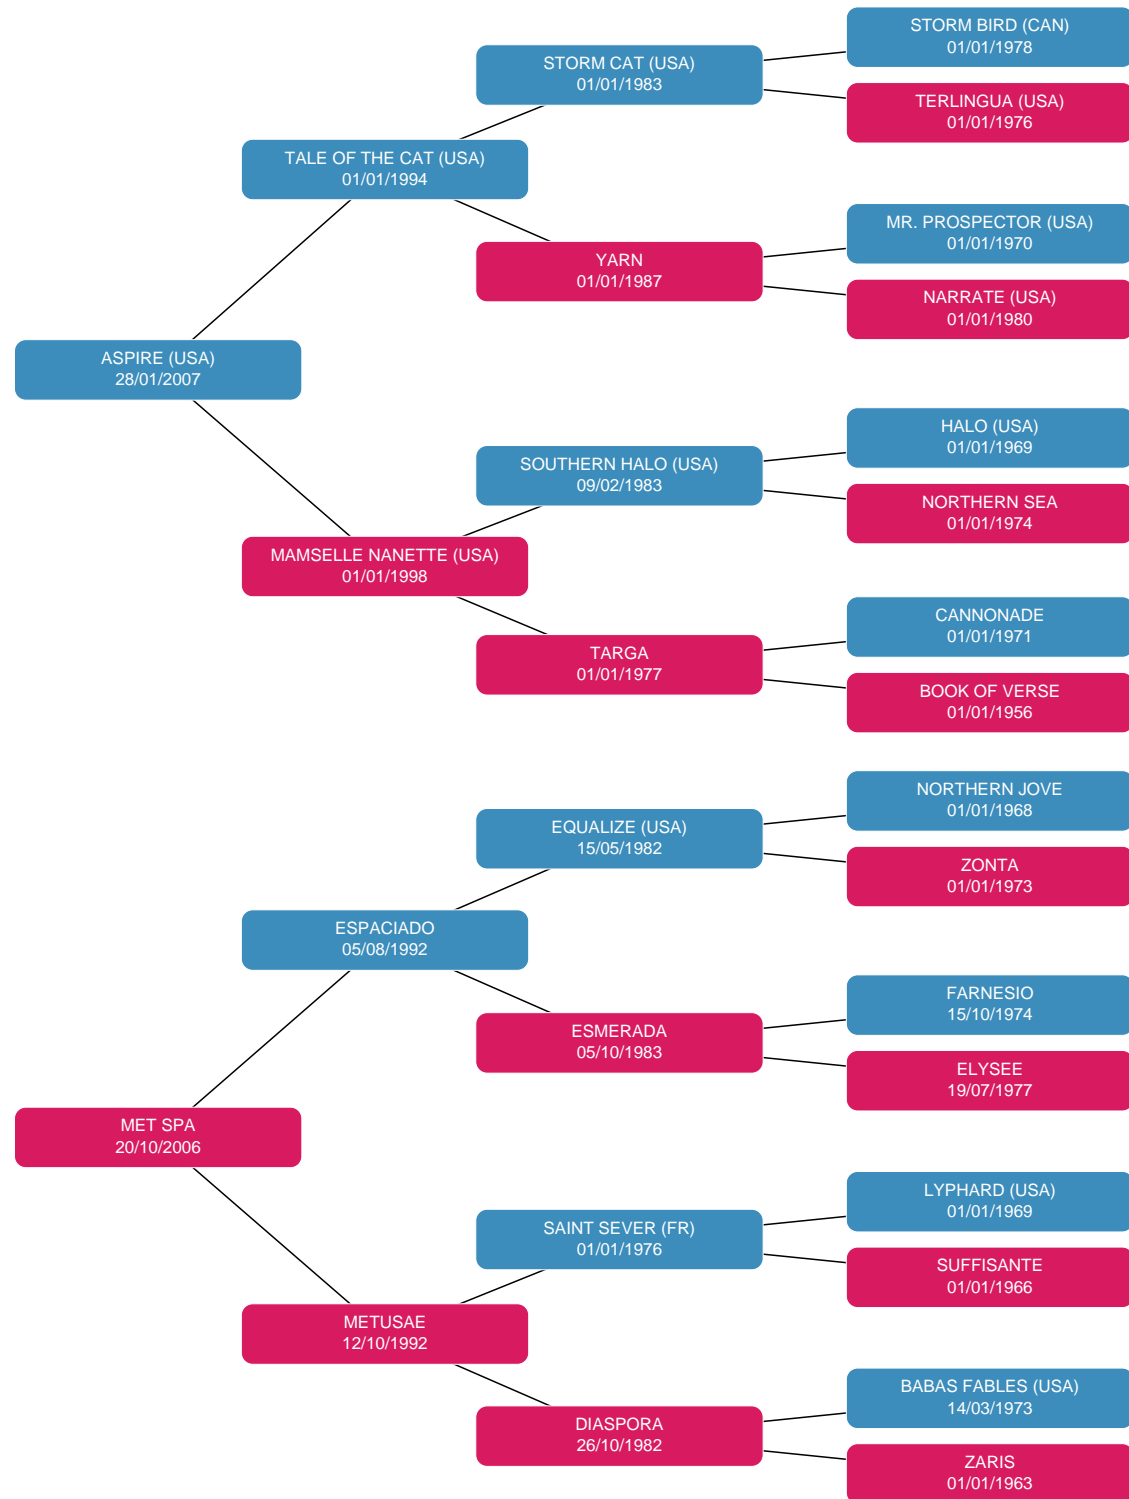 STORM BIRD (CAN)
01/01/1978
STORM CAT (USA)
01/01/1983
TERLINGUA (USA)
01/01/1976
TALE OF THE CAT (USA)
01/01/1994
MR. PROSPECTOR (USA)
01/01/1970
YARN
01/01/1987
NARRATE (USA)
01/01/1980
ASPIRE (USA)
28/01/2007
HALO (USA)
01/01/1969
SOUTHERN HALO (USA)
09/02/1983
NORTHERN SEA
01/01/1974
MAMSELLE NANETTE (USA)
01/01/1998
CANNONADE
01/01/1971
TARGA
01/01/1977
BOOK OF VERSE
01/01/1956
NORTHERN JOVE
01/01/1968
EQUALIZE (USA)
15/05/1982
ZONTA
01/01/1973
ESPACIADO
05/08/1992
FARNESIO
15/10/1974
ESMERADA
05/10/1983
ELYSEE
19/07/1977
MET SPA
20/10/2006
LYPHARD (USA)
01/01/1969
SAINT SEVER (FR)
01/01/1976
SUFFISANTE
01/01/1966
METUSAE
12/10/1992
BABAS FABLES (USA)
14/03/1973
DIASPORA
26/10/1982
ZARIS
01/01/1963